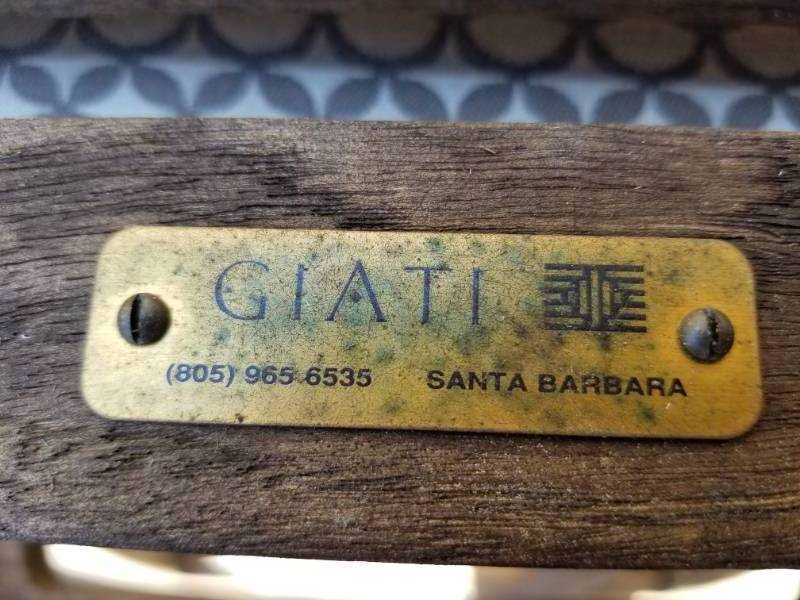 GIATI
(805) 965.6535 SANTA BARBARA